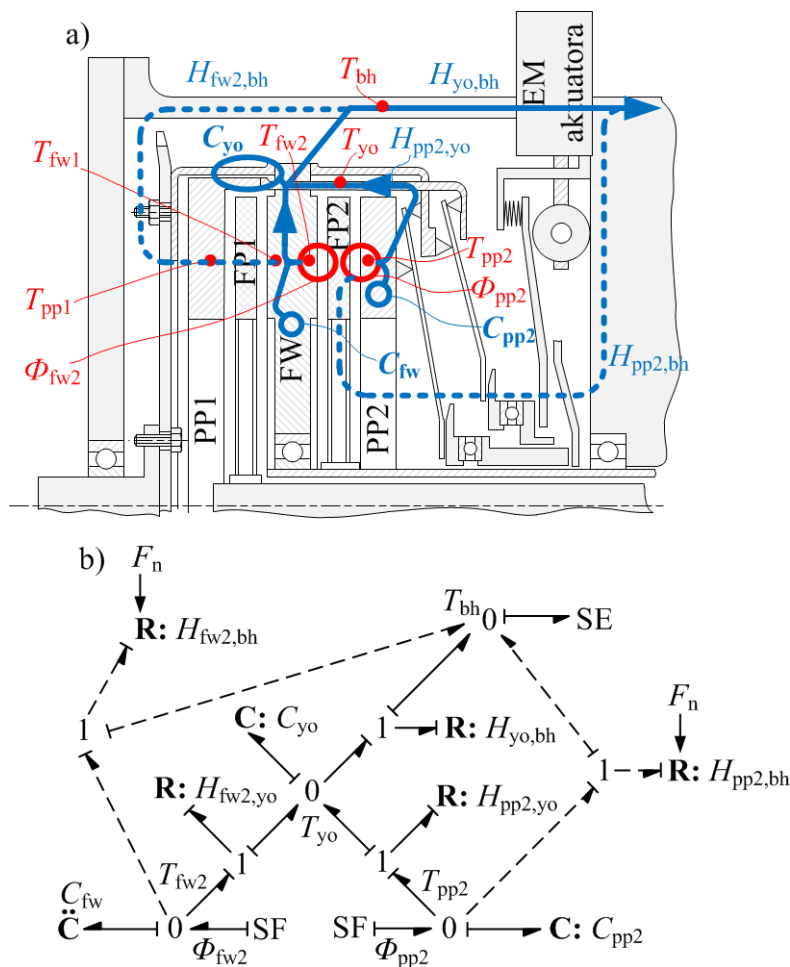 a)
H_fw2,bh
T_bh
H_yo,bh
EM
aktuatora
C_yo
T_fw2
T_yo
H_pp2,yo
T_fw1
FP1
FP2
T_pp2
T_pp1
Φ_pp2
Φ_fw2
C_pp2
C_fw
H_pp2,bh
FW
PP1
PP2
b)
F_n
R: H_fw2,bh
T_bh 0 SE
1
C: C_yo
1 R: H_yo,bh
F_n
R: H_fw2,yo
0
R: H_pp2,yo
1 R: H_pp2,bh
T_yo
1
1
T_fw2
T_pp2
C_fw
C̈ 0 SF
SF 0 C: C_pp2
Φ_fw2
Φ_pp2